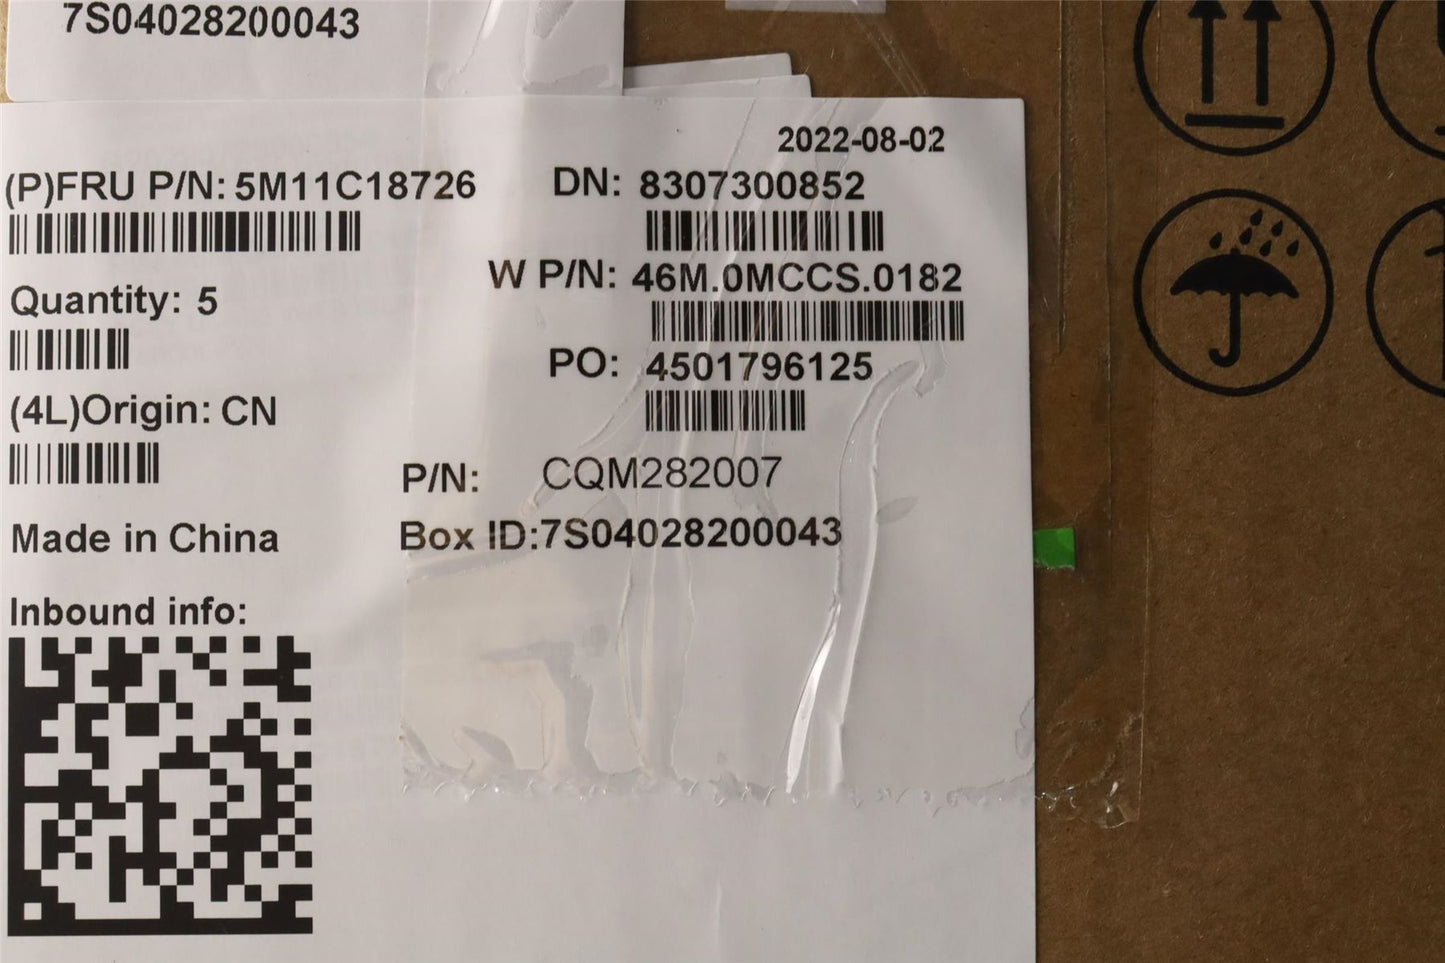 7S04028200043
2022-08-02
(P)FRU P/N: 5M11C18726
DN: 8307300852
W P/N: 46M.0MCCS.0182
Quantity: 5
PO: 4501796125
(4L)Origin: CN
P/N: CQM282007
Made in China
Box ID:7S04028200043
Inbound info: